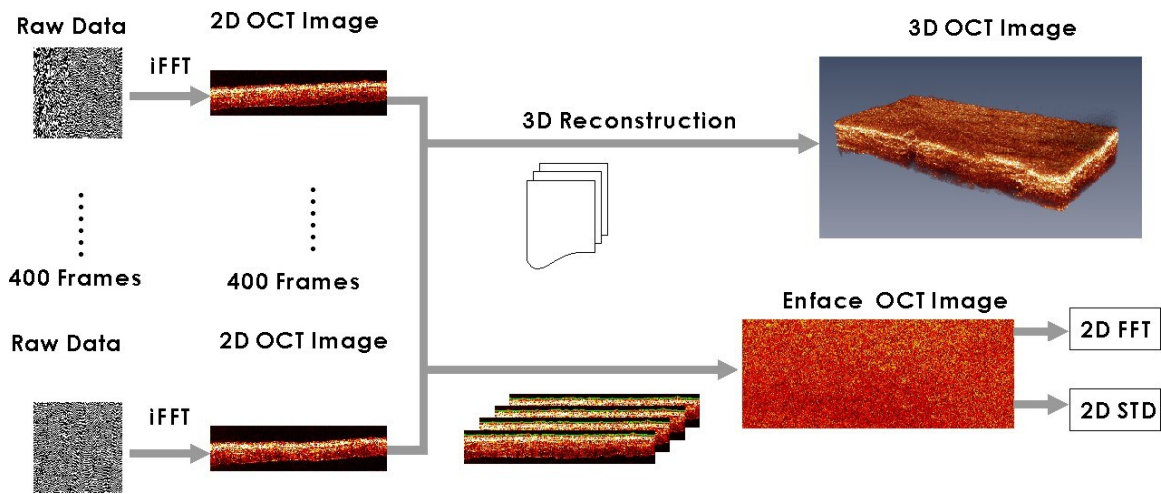 Raw Data
iFFT
2D OCT Image
3D OCT Image
3D Reconstruction
400 Frames
400 Frames
Enface OCT Image
2D FFT
2D STD
Raw Data
iFFT
2D OCT Image